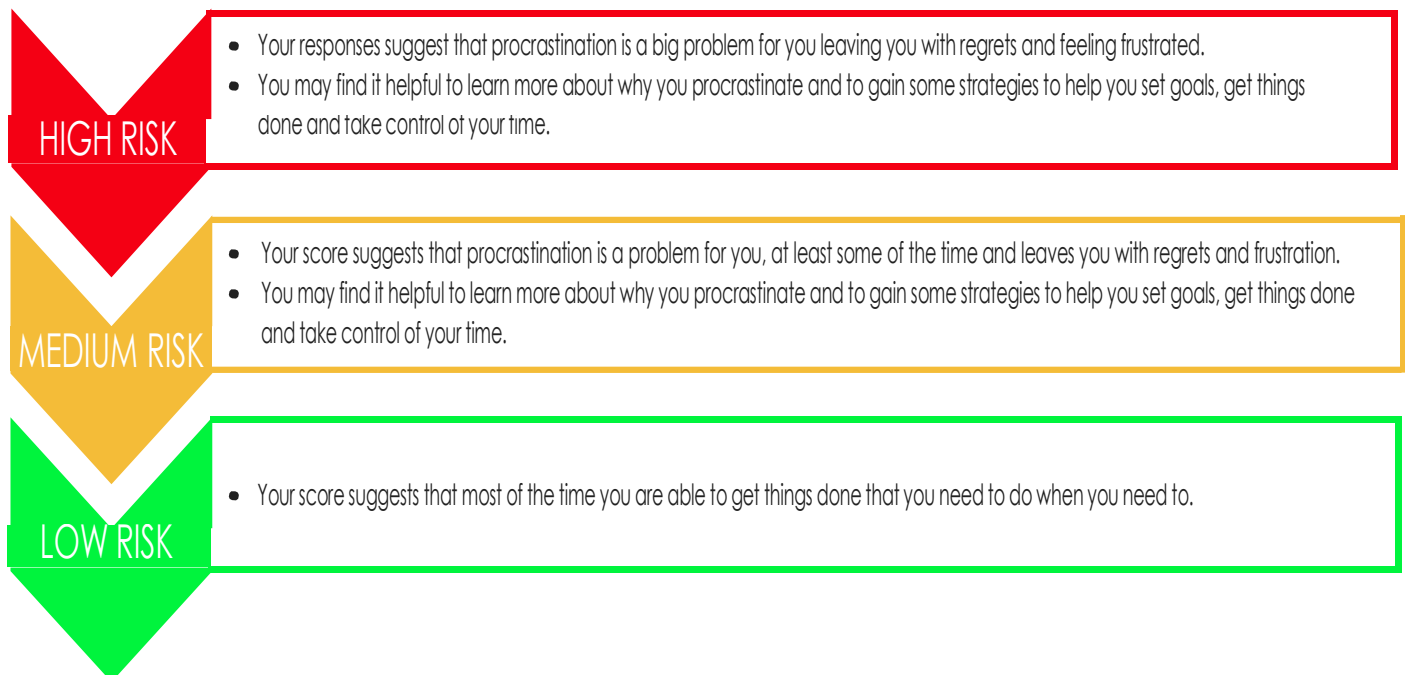 • Your responses suggest that procrastination is a big problem for you leaving you with regrets and feeling frustrated.
• You may find it helpful to learn more about why you procrastinate and to gain some strategies to help you set goals, get things
done and take control of your time.
HIGH RISK
• Your score suggests that procrastination is a problem for you, at least some of the time and leaves you with regrets and frustration.
• You may find it helpful to learn more about why you procrastinate and to gain some strategies to help you set goals, get things done
and take control of your time.
MEDIUM RISK
• Your score suggests that most of the time you are able to get things done that you need to do when you need to.
LOW RISK